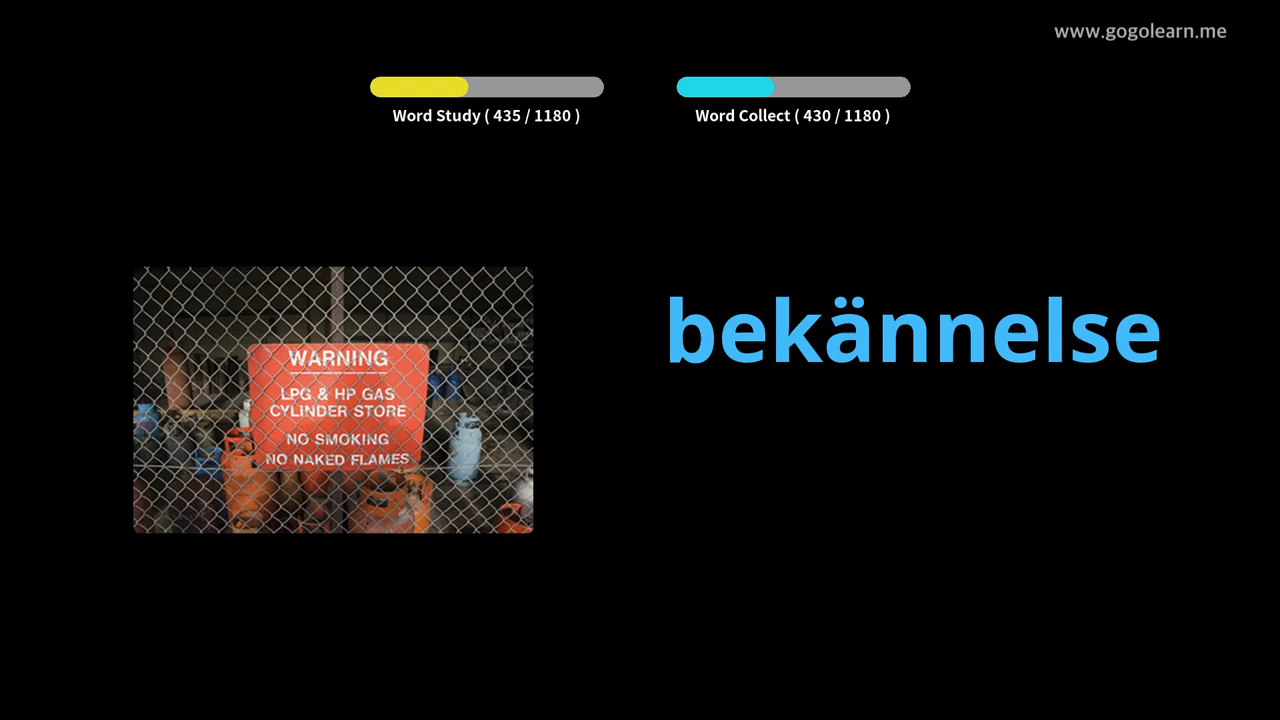 www.gogolearn.me
Word Study ( 435 / 1180 )
Word Collect ( 430 / 1180 )
bekännelse
WARNING
LPG & HP GAS
CYLINDER STORE
NO SMOKING
NO NAKED FLAMES